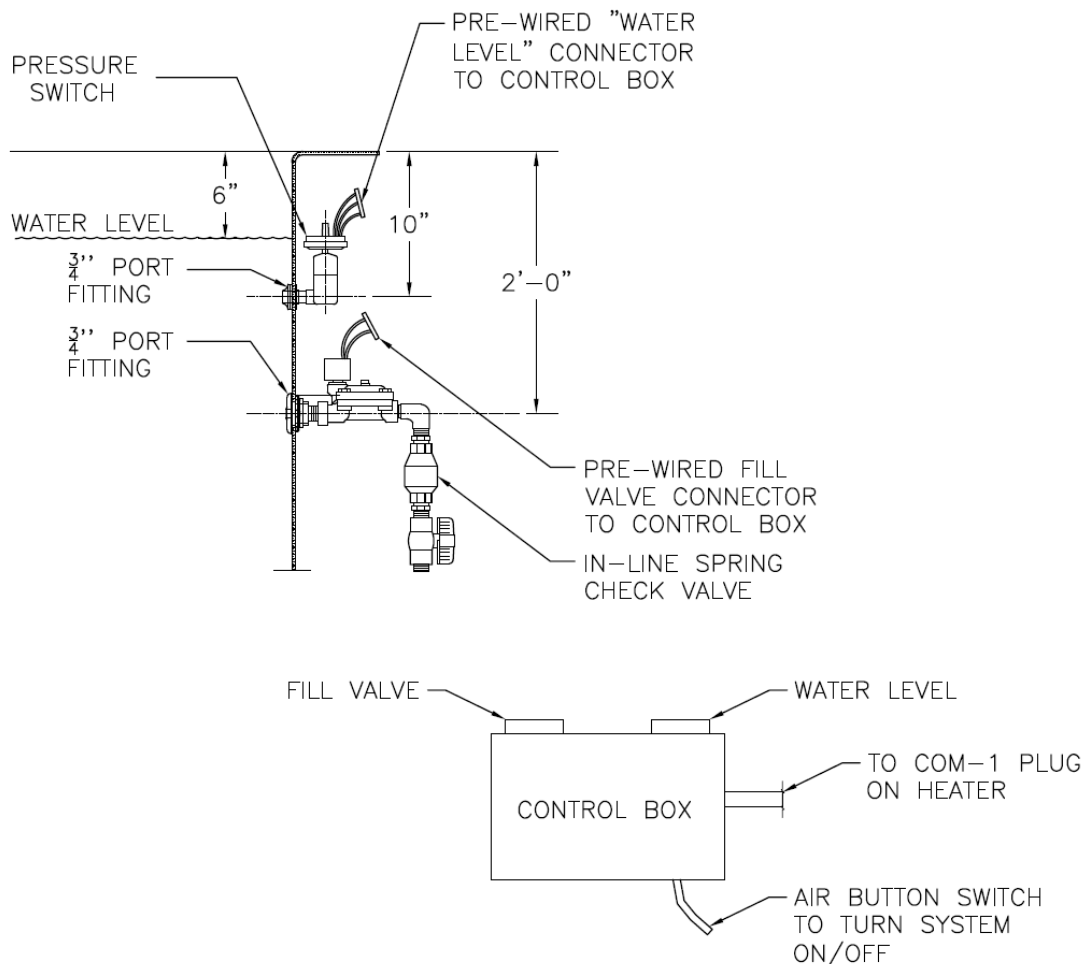 PRE-WIRED "WATER
LEVEL" CONNECTOR
TO CONTROL BOX
PRESSURE
SWITCH
6"
10"
WATER LEVEL
2'-0"
3/4'' PORT
FITTING
3/4'' PORT
FITTING
PRE-WIRED FILL
VALVE CONNECTOR
TO CONTROL BOX
IN-LINE SPRING
CHECK VALVE
FILL VALVE
WATER LEVEL
TO COM-1 PLUG
ON HEATER
CONTROL BOX
AIR BUTTON SWITCH
TO TURN SYSTEM
ON/OFF